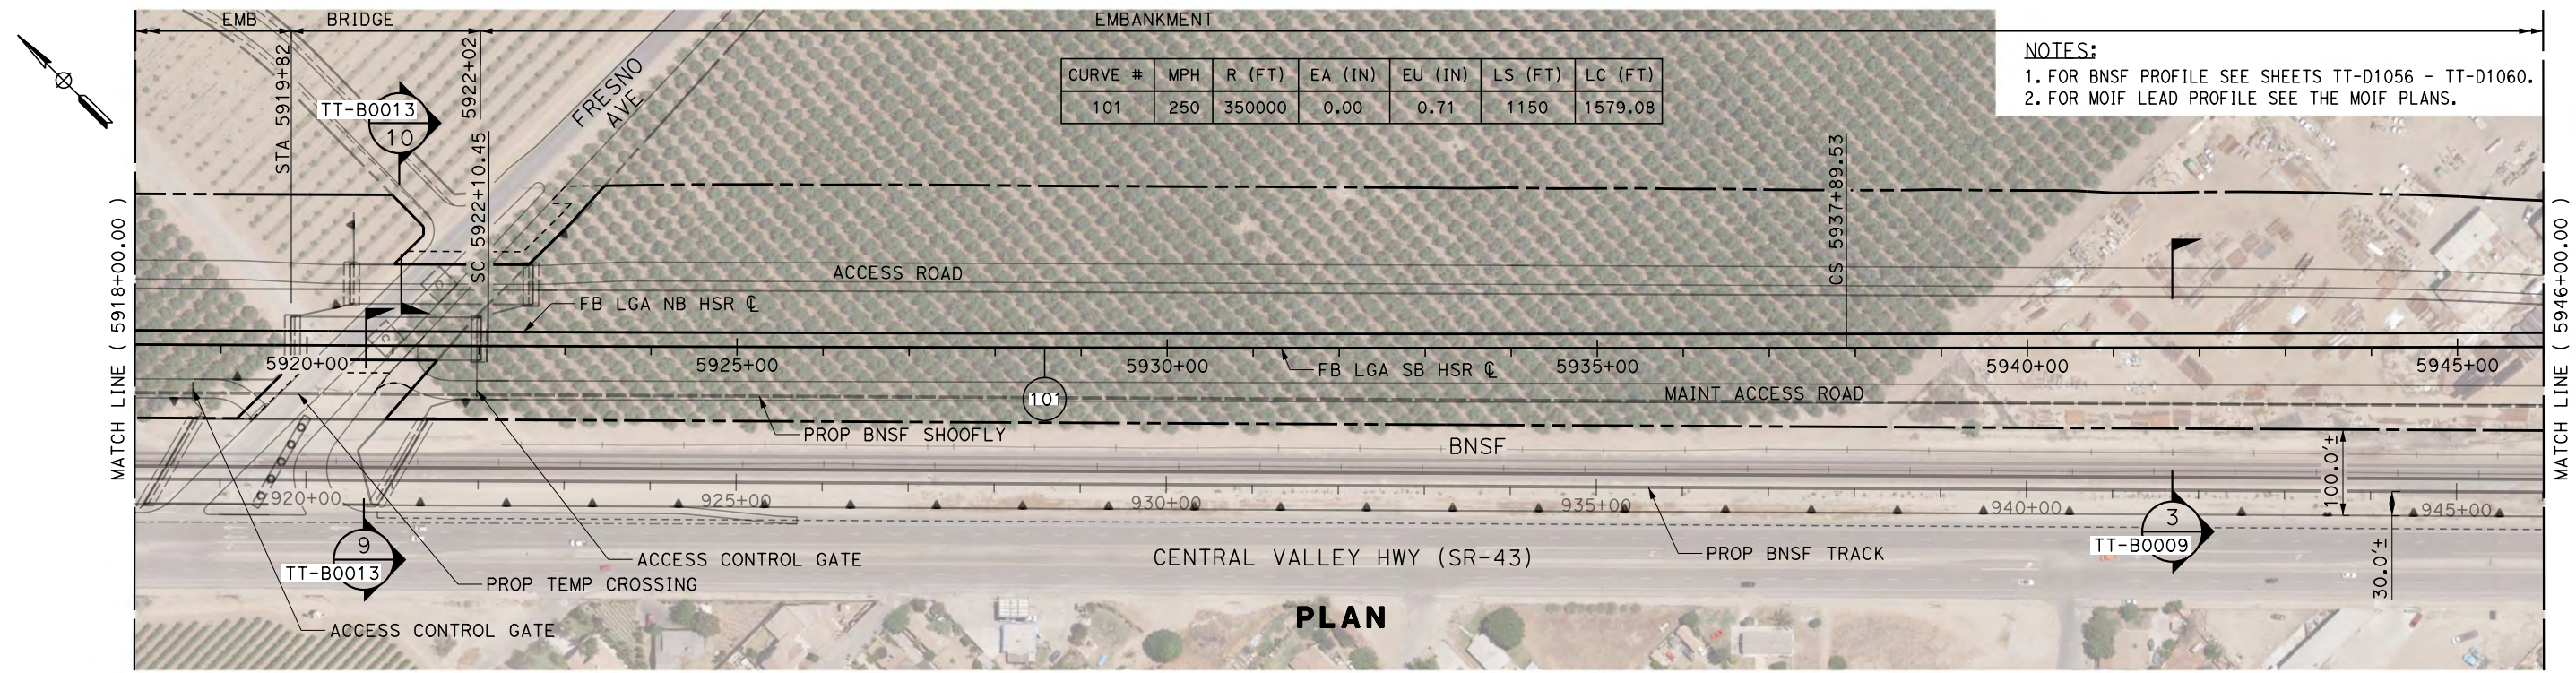 EMB BRIDGE EMBANKMENT
STA 5919+82
5922+02
SC 5922+10.45
CS 5937+89.53
TT-B0013
10
FRESNO
AVE
CURVE # MPH R (FT) EA (IN) EU (IN) LS (FT) LC (FT)
101 250 350000 0.00 0.71 1150 1579.08
NOTES:
1. FOR BNSF PROFILE SEE SHEETS TT-D1056 - TT-D1060.
2. FOR MOIF LEAD PROFILE SEE THE MOIF PLANS.
MATCH LINE ( 5918+00.00 )
MATCH LINE ( 5946+00.00 )
ACCESS ROAD
FB LGA NB HSR ℄
5920+00 5925+00 5930+00 5935+00 5940+00 5945+00
FB LGA SB HSR ℄
101
MAINT ACCESS ROAD
PROP BNSF SHOOFLY
BNSF
100.0'±
920+00 925+00 930+00 935+00 940+00 945+00
9
TT-B0013
3
TT-B0009
ACCESS CONTROL GATE
CENTRAL VALLEY HWY (SR-43)
PROP BNSF TRACK
30.0'±
PROP TEMP CROSSING
ACCESS CONTROL GATE
PLAN